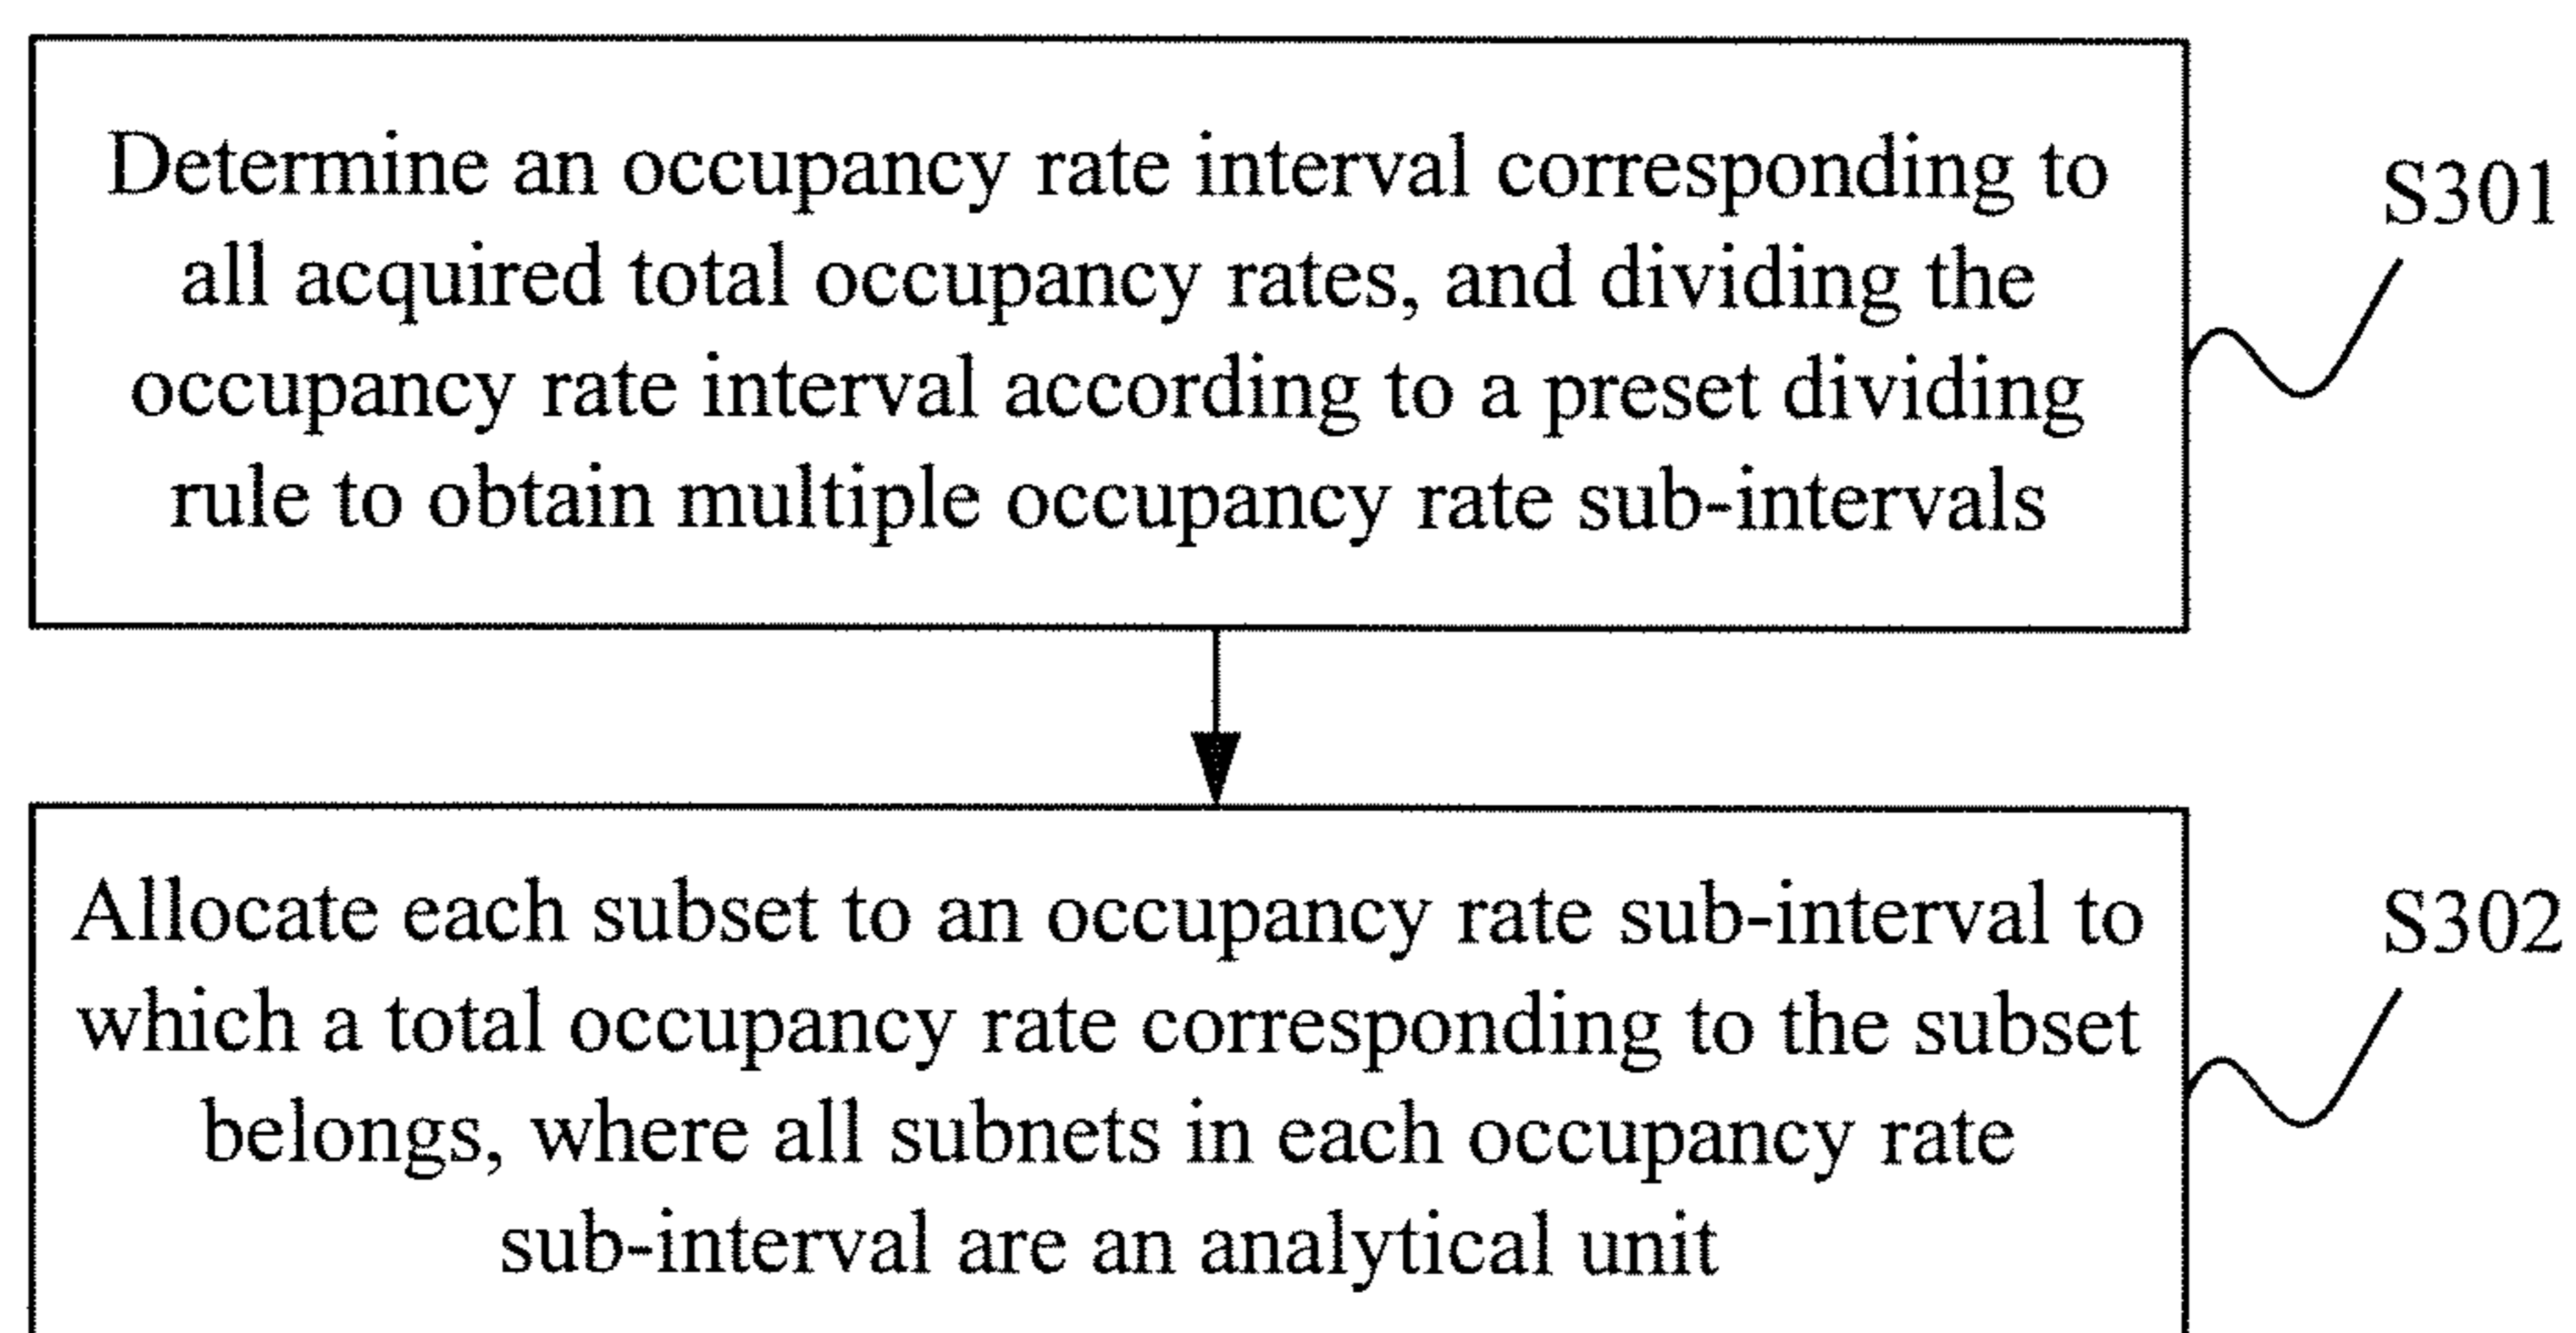 Determine an occupancy rate interval corresponding to
all acquired total occupancy rates, and dividing the
occupancy rate interval according to a preset dividing
rule to obtain multiple occupancy rate sub-intervals
S301
Allocate each subset to an occupancy rate sub-interval to
which a total occupancy rate corresponding to the subset
belongs, where all subnets in each occupancy rate
sub-interval are an analytical unit
S302